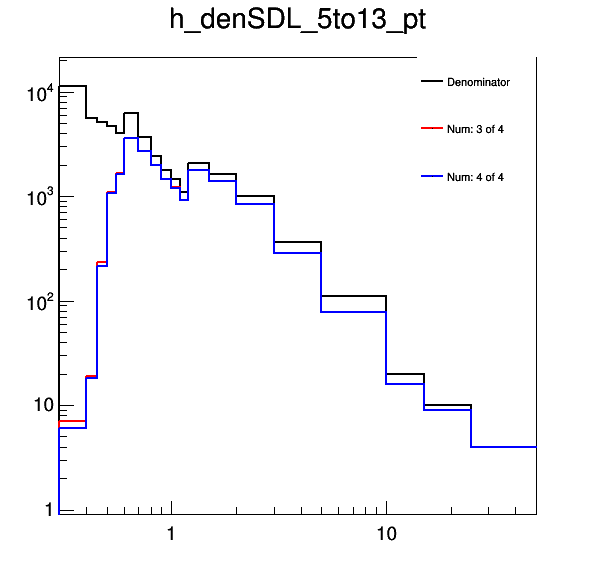 h_denSDL_5to13_pt
10⁴
10³
10²
10
1
1
10
Denominator
Num: 3 of 4
Num: 4 of 4